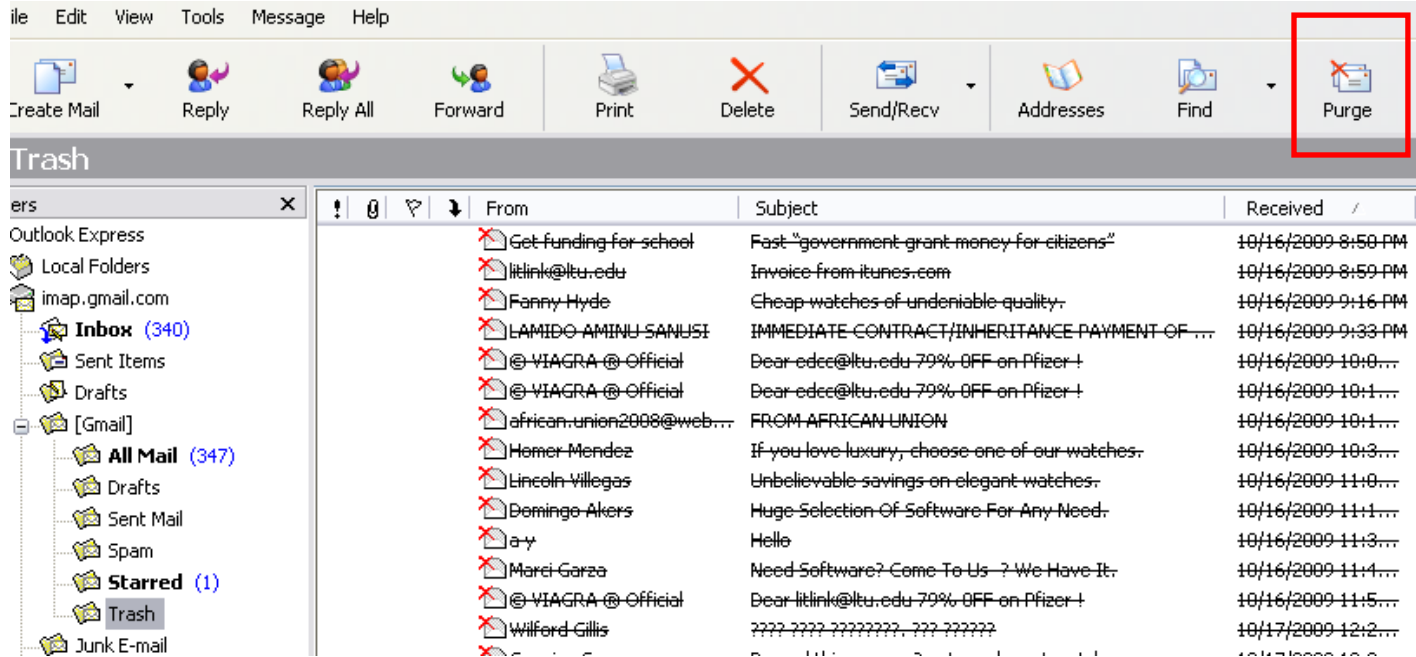 ile Edit View Tools Message Help
Create Mail Reply Reply All Forward Print Delete Send/Recv Addresses Find Purge
Trash
ers
Outlook Express
Local Folders
imap.gmail.com
Inbox (340)
Sent Items
Drafts
[Gmail]
All Mail (347)
Drafts
Sent Mail
Spam
Starred (1)
Trash
Junk E-mail
From Subject Received
Get funding for school Fast "government grant money for citizens" 10/16/2009 8:50 PM
litlink@ltu.edu Invoice from itunes.com 10/16/2009 8:59 PM
Fanny Hyde Cheap watches of undeniable quality. 10/16/2009 9:16 PM
LAMIDO AMINU SANUSI IMMEDIATE CONTRACT/INHERITANCE PAYMENT OF ... 10/16/2009 9:33 PM
© VIAGRA ® Official Dear edcc@ltu.edu 79% 0FF on Pfizer ! 10/16/2009 10:0...
© VIAGRA ® Official Dear edcc@ltu.edu 79% 0FF on Pfizer ! 10/16/2009 10:1...
african.union2008@web... FROM AFRICAN UNION 10/16/2009 10:1...
Homer Mendez If you love luxury, choose one of our watches. 10/16/2009 10:3...
Lincoln Villegas Unbelievable savings on elegant watches. 10/16/2009 11:0...
Domingo Akers Huge Selection Of Software For Any Need. 10/16/2009 11:1...
a y Hello 10/16/2009 11:3...
Marci Garza Need Software? Come To Us - ? We Have It. 10/16/2009 11:4...
© VIAGRA ® Official Dear litlink@ltu.edu 79% 0FF on Pfizer ! 10/16/2009 11:5...
Wilford Gillis ???? ???? ????????. ??? ?????? 10/17/2009 12:2...